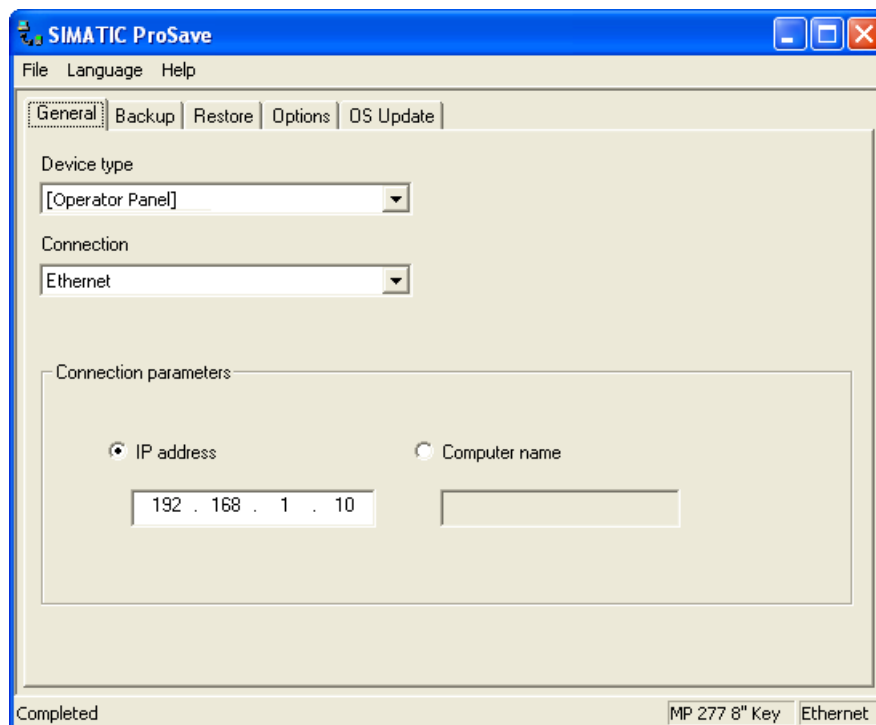 SIMATIC ProSave
File Language Help
General Backup Restore Options OS Update
Device type
[Operator Panel]
Connection
Ethernet
Connection parameters
IP address Computer name
192 . 168 . 1 . 10
Completed MP 277 8" Key Ethernet